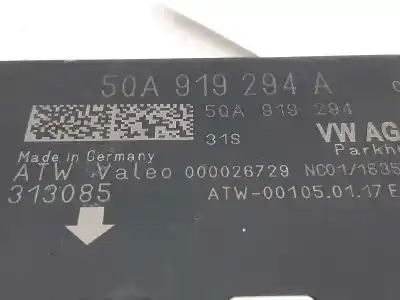 5QA 919 294 A
5QA 919 294
31S
VW AG
Parkh
Made in Germany
ATW Valeo 000026729 NC01/1635
313085
ATW-00105.01.17 E